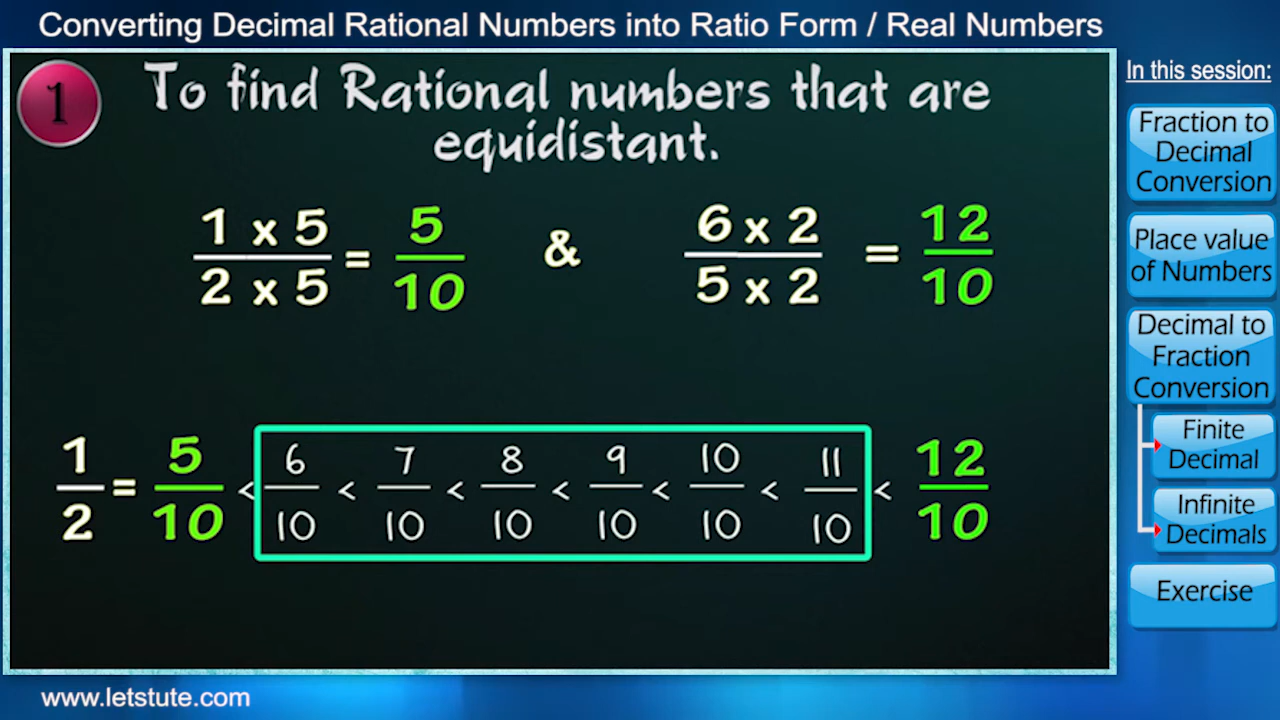 Converting Decimal Rational Numbers into Ratio Form / Real Numbers
1 To find Rational numbers that are
equidistant.
1 x 5 / 2 x 5 = 5/10 & 6 x 2 / 5 x 2 = 12/10
1/2 = 5/10 < 6/10 < 7/10 < 8/10 < 9/10 < 10/10 < 11/10 < 12/10
In this session:
Fraction to
Decimal
Conversion
Place value
of Numbers
Decimal to
Fraction
Conversion
Finite
Decimal
Infinite
Decimals
Exercise
www.letstute.com